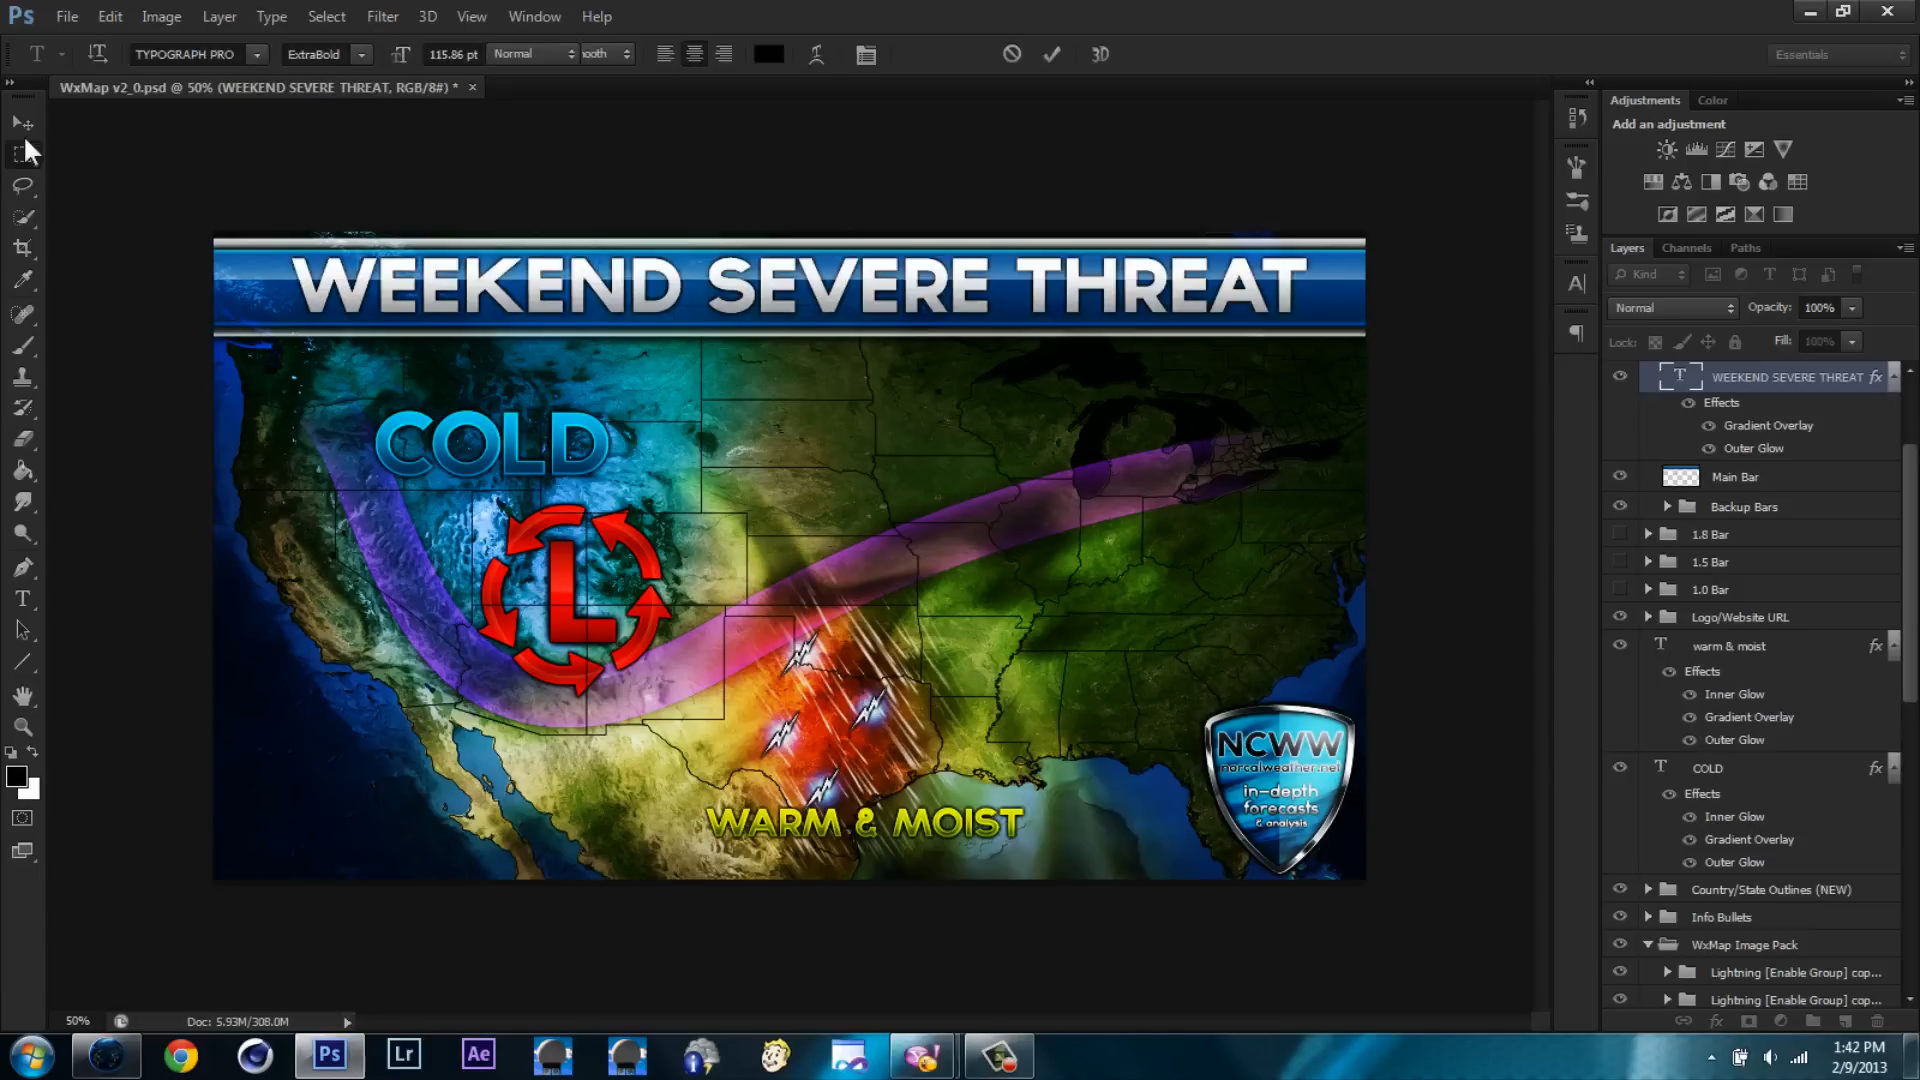 Ps File Edit Image Layer Type Select Filter 3D View Window Help
T TYPOGRAPH PRO ExtraBold 115.86 pt Normal ooth 3D Essentials
WxMap v2_0.psd @ 50% (WEEKEND SEVERE THREAT, RGB/8#) * ×
Adjustments Color
Add an adjustment
Layers Channels Paths
Kind
Normal Opacity: 100%
Lock: Fill: 100%
T WEEKEND SEVERE THREAT fx
Effects
Gradient Overlay
Outer Glow
Main Bar
Backup Bars
1.8 Bar
1.5 Bar
1.0 Bar
Logo/Website URL
T warm & moist fx
Effects
Inner Glow
Gradient Overlay
Outer Glow
T COLD fx
Effects
Inner Glow
Gradient Overlay
Outer Glow
Country/State Outlines (NEW)
Info Bullets
WxMap Image Pack
Lightning [Enable Group] cop...
Lightning [Enable Group] cop...
WEEKEND SEVERE THREAT
COLD
L
WARM & MOIST
NCWW
norcalweather.net
in-depth
forecasts
& analysis
50% Doc: 5.93M/308.0M
Ps Lr Ae
1:42 PM
2/9/2013